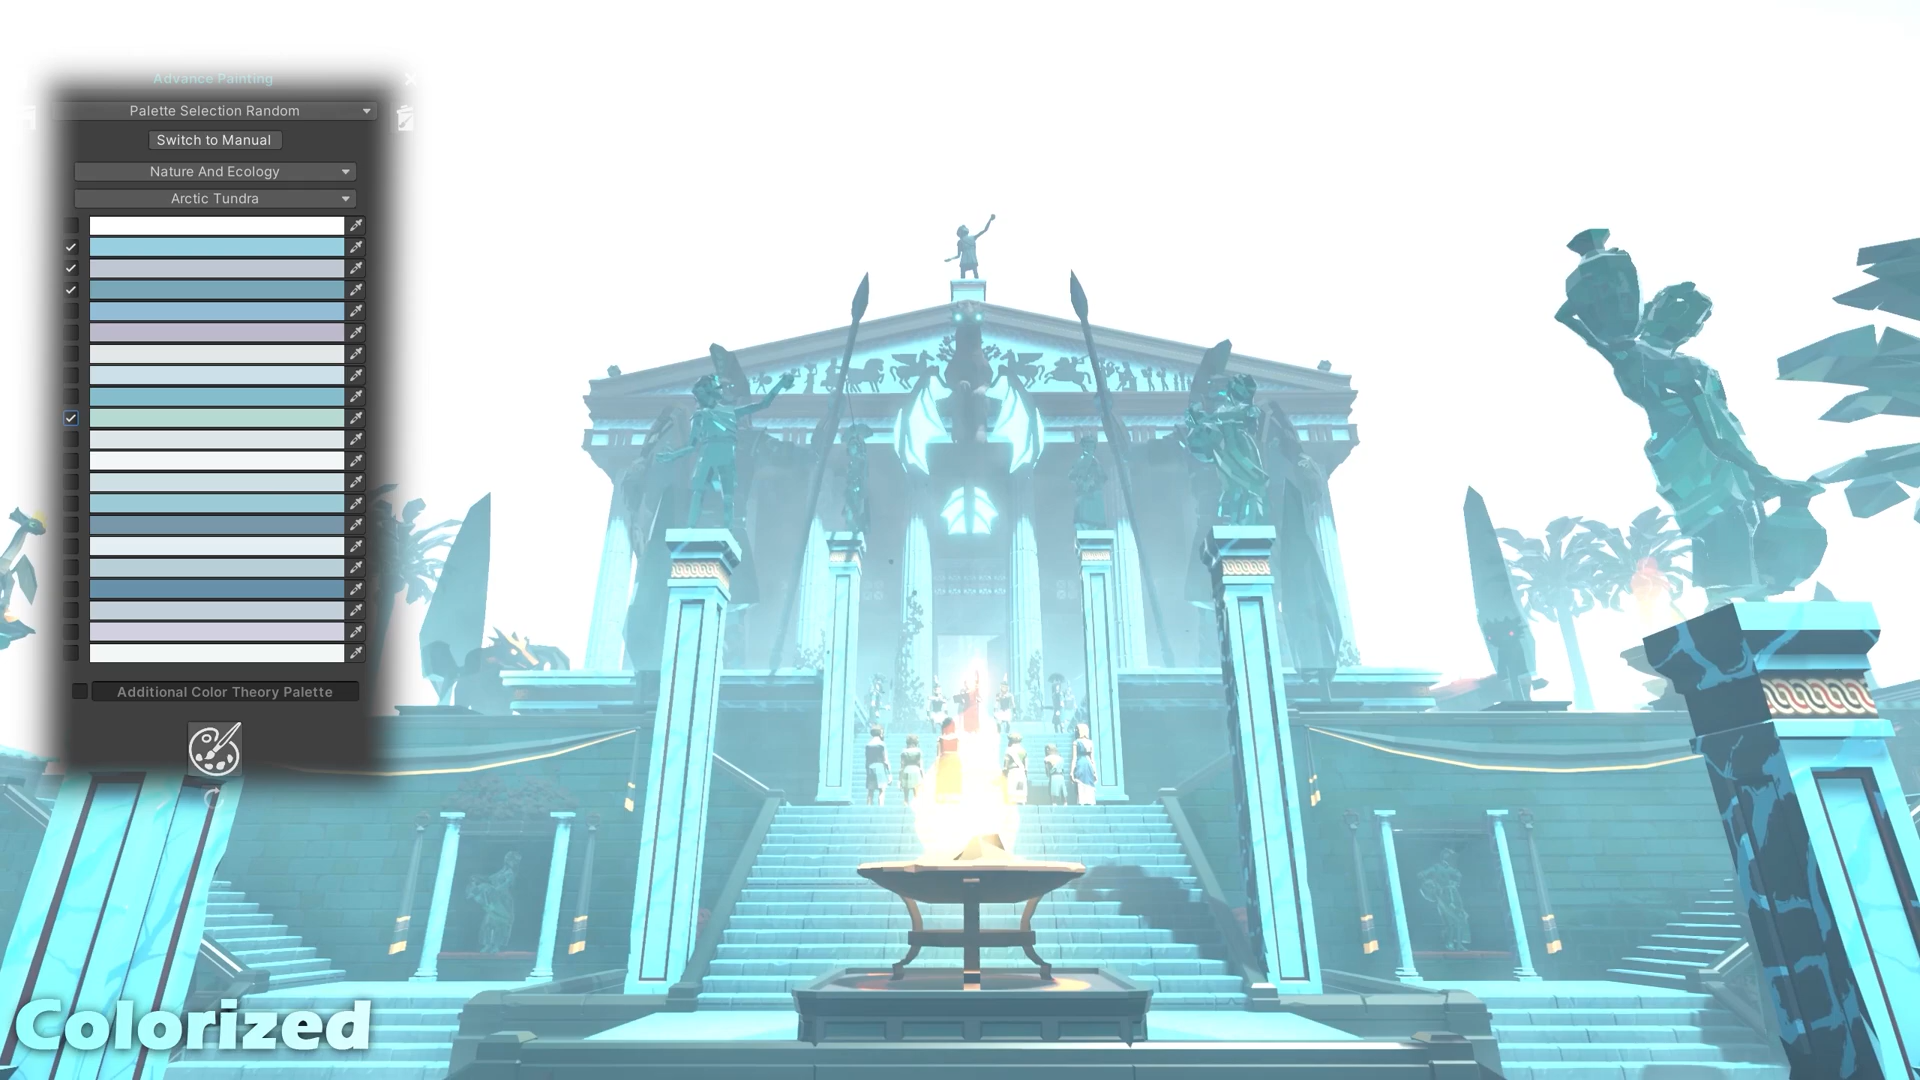 Advance Painting
Palette Selection Random
Switch to Manual
Nature And Ecology
Arctic Tundra
Additional Color Theory Palette
Colorized